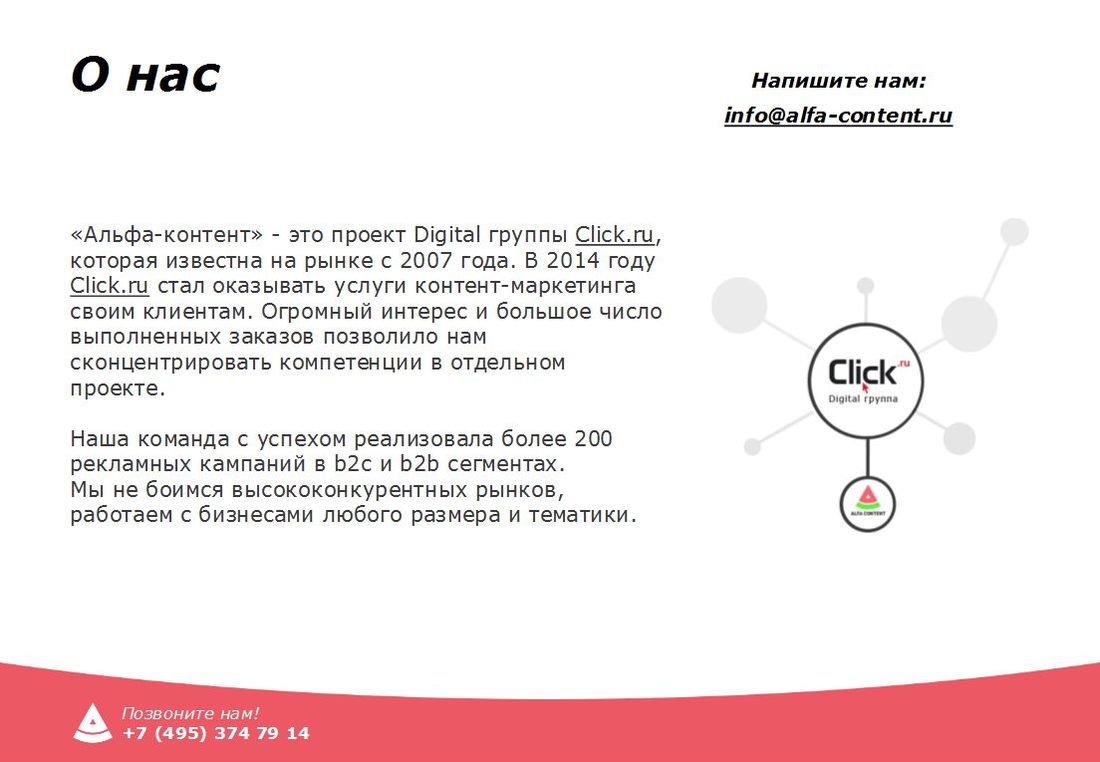 О нас
Напишите нам:
info@alfa-content.ru
«Альфа-контент» - это проект Digital группы Click.ru,
которая известна на рынке с 2007 года. В 2014 году
Click.ru стал оказывать услуги контент-маркетинга
своим клиентам. Огромный интерес и большое число
выполненных заказов позволило нам
сконцентрировать компетенции в отдельном
проекте.
Наша команда с успехом реализовала более 200
рекламных кампаний в b2c и b2b сегментах.
Мы не боимся высококонкурентных рынков,
работаем с бизнесами любого размера и тематики.
Click.ru
Digital группа
ALFA-CONTENT
Позвоните нам!
+7 (495) 374 79 14